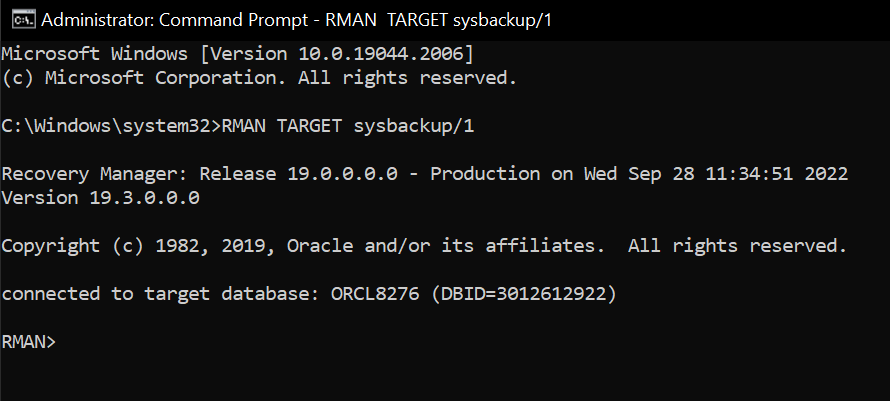 Administrator: Command Prompt - RMAN  TARGET sysbackup/1
Microsoft Windows [Version 10.0.19044.2006]
(c) Microsoft Corporation. All rights reserved.
C:\Windows\system32>RMAN TARGET sysbackup/1
Recovery Manager: Release 19.0.0.0.0 - Production on Wed Sep 28 11:34:51 2022
Version 19.3.0.0.0
Copyright (c) 1982, 2019, Oracle and/or its affiliates.  All rights reserved.
connected to target database: ORCL8276 (DBID=3012612922)
RMAN>